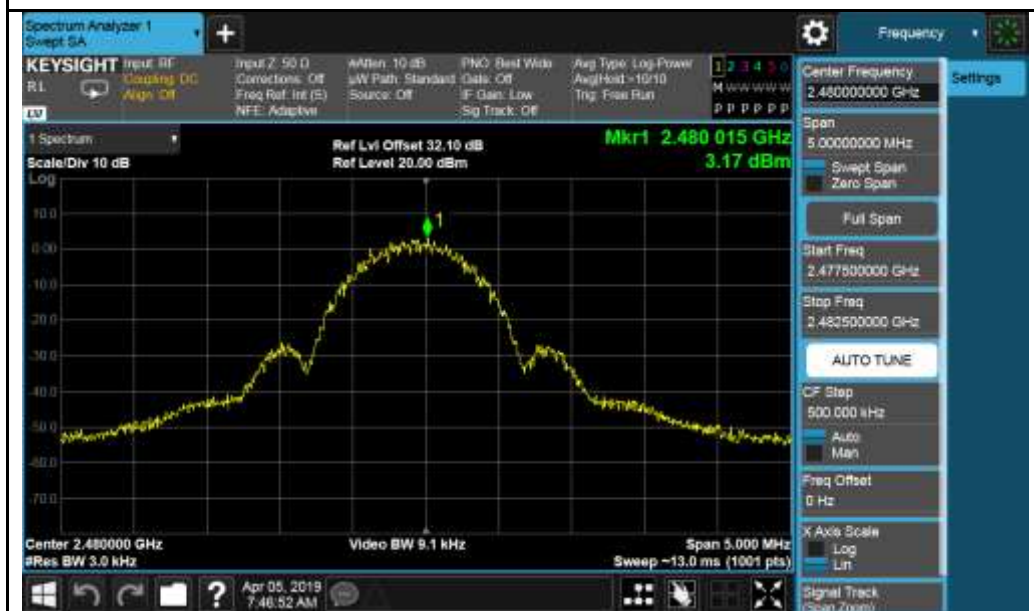 Spectrum Analyzer 1
Swept SA
+
Frequency
KEYSIGHT
RL
Input: RF
Coupling: DC
Align: Off
Input Z: 50 Ω
Corrections: Off
Freq Ref: Int (S)
NFE: Adaptive
#Atten: 10 dB
µW Path: Standard
Source: Off
PNO: Best Wide
Gate: Off
IF Gain: Low
Sig Track: Off
Avg Type: Log-Power
Avg|Hold:>10/10
Trig: Free Run
1 2 3 4 5 6
M W W W W W
P P P P P P
1 Spectrum
Scale/Div 10 dB
Log
Ref Lvl Offset 32.10 dB
Ref Level 20.00 dBm
Mkr1 2.480 015 GHz
3.17 dBm
1
10.0
0.00
-10.0
-20.0
-30.0
-40.0
-50.0
-60.0
-70.0
Center 2.480000 GHz
#Res BW 3.0 kHz
Video BW 9.1 kHz
Span 5.000 MHz
Sweep ~13.0 ms (1001 pts)
Center Frequency
2.480000000 GHz
Settings
Span
5.00000000 MHz
Swept Span
Zero Span
Full Span
Start Freq
2.477500000 GHz
Stop Freq
2.482500000 GHz
AUTO TUNE
CF Step
500.000 kHz
Auto
Man
Freq Offset
0 Hz
X Axis Scale
Log
Lin
Signal Track
(Span Zoom)
?
Apr 05, 2019
7:46:52 AM